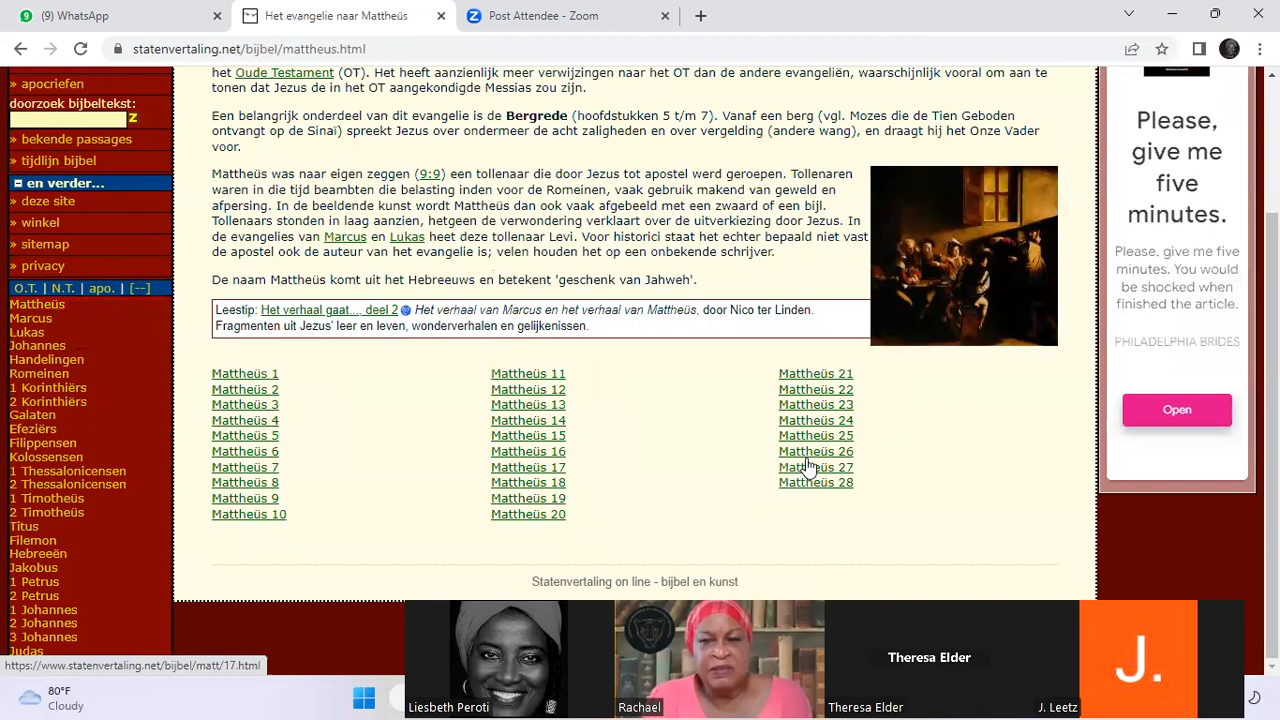 (9) WhatsApp
Het evangelie naar Mattheüs
Post Attendee - Zoom
statenvertaling.net/bijbel/mattheus.html
» apocriefen
doorzoek bijbeltekst:
» bekende passages
» tijdlijn bijbel
en verder...
» deze site
» winkel
» sitemap
» privacy
O.T. | N.T. | apo. | [--]
Mattheüs
Marcus
Lukas
Johannes
Handelingen
Romeinen
1 Korinthiërs
2 Korinthiërs
Galaten
Efeziërs
Filippensen
Kolossensen
1 Thessalonicensen
2 Thessalonicensen
1 Timotheüs
2 Timotheüs
Titus
Filemon
Hebreeën
Jakobus
1 Petrus
2 Petrus
1 Johannes
2 Johannes
3 Johannes
Judas
https://www.statenvertaling.net/bijbel/matt/17.html
het Oude Testament (OT). Het heeft aanzienlijk meer verwijzingen naar het OT dan de andere evangeliën, waarschijnlijk vooral om aan te
tonen dat Jezus de in het OT aangekondigde Messias zou zijn.
Een belangrijk onderdeel van dit evangelie is de Bergrede (hoofdstukken 5 t/m 7). Vanaf een berg (vgl. Mozes die de Tien Geboden
ontvangt op de Sinaï) spreekt Jezus over ondermeer de acht zaligheden en over vergelding (andere wang), en draagt hij het Onze Vader
voor.
Mattheüs was naar eigen zeggen (9:9) een tollenaar die door Jezus tot apostel werd geroepen. Tollenaren
waren in die tijd beambten die belasting inden voor de Romeinen, vaak gebruik makend van geweld en
afpersing. In de beeldende kunst wordt Mattheüs dan ook vaak afgebeeld met een zwaard of een bijl.
Tollenaars stonden in laag aanzien, hetgeen de verwondering verklaart over de uitverkiezing door Jezus. In
de evangelies van Marcus en Lukas heet deze tollenaar Levi. Voor historici staat het echter bepaald niet vast
de apostel ook de auteur van het evangelie is; velen houden het op een onbekende schrijver.
De naam Mattheüs komt uit het Hebreeuws en betekent 'geschenk van Jahweh'.
Leestip: Het verhaal gaat..., deel 2 Het verhaal van Marcus en het verhaal van Mattheüs, door Nico ter Linden.
Fragmenten uit Jezus' leer en leven, wonderverhalen en gelijkenissen.
Mattheüs 1
Mattheüs 2
Mattheüs 3
Mattheüs 4
Mattheüs 5
Mattheüs 6
Mattheüs 7
Mattheüs 8
Mattheüs 9
Mattheüs 10
Mattheüs 11
Mattheüs 12
Mattheüs 13
Mattheüs 14
Mattheüs 15
Mattheüs 16
Mattheüs 17
Mattheüs 18
Mattheüs 19
Mattheüs 20
Mattheüs 21
Mattheüs 22
Mattheüs 23
Mattheüs 24
Mattheüs 25
Mattheüs 26
Mattheüs 27
Mattheüs 28
Statenvertaling on line - bijbel en kunst
Please,
give me
five
minutes.
Please, give me five
minutes. You would
be shocked when
finished the article.
PHILADELPHIA BRIDES
Open
80°F
Cloudy
Liesbeth Peroti
Rachael
Theresa Elder
Theresa Elder
J.
J. Leetz